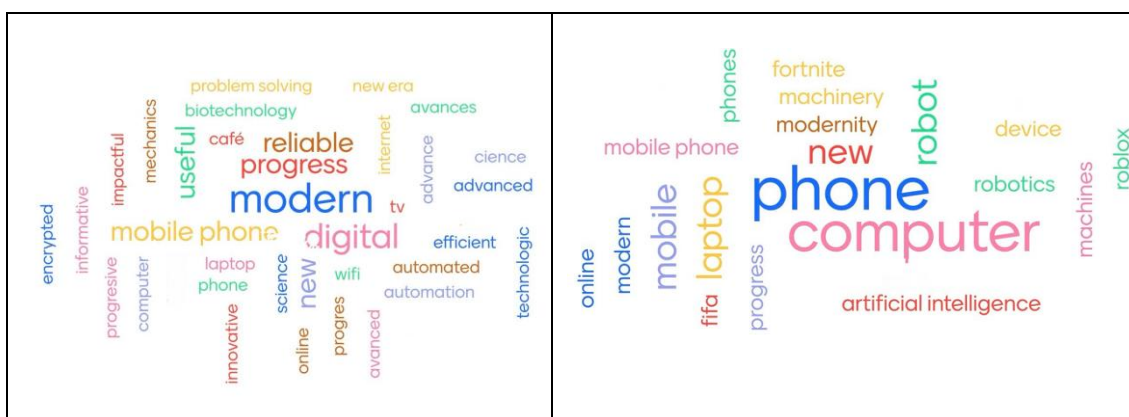 problem solving
new era
biotechnology
avances
mechanics
impactful
useful
café
reliable
internet
progress
advance
cience
modern
advanced
tv
encrypted
informative
mobile phone
digital
efficient
technologic
progresive
computer
laptop
phone
science
new
wifi
automated
automation
innovative
online
progres
avanced
phones
fortnite
machinery
robot
modernity
device
mobile phone
new
roblox
phone
robotics
machines
online
modern
mobile
laptop
computer
progress
fifa
artificial intelligence